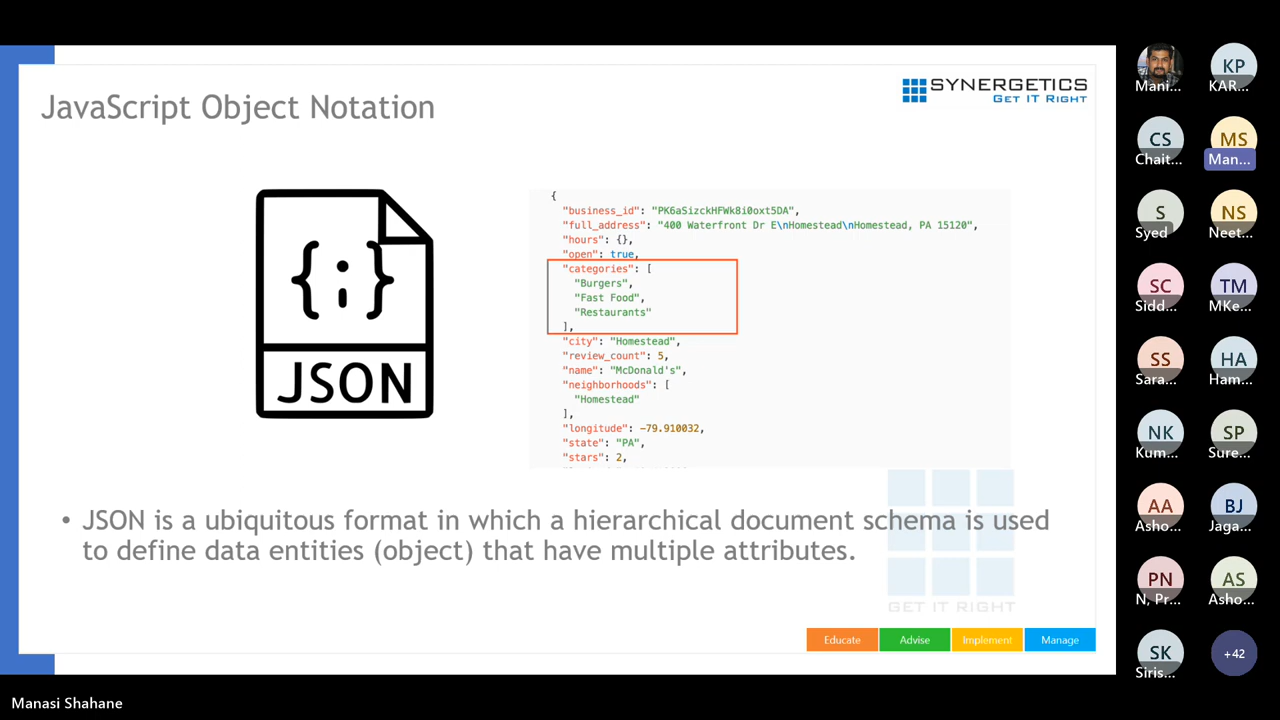 JavaScript Object Notation
SYNERGETICS
GET IT RIGHT
{;}
JSON
{
"business_id": "PK6aSizckHFWk8i0oxt5DA",
"full_address": "400 Waterfront Dr E\nHomestead\nHomestead, PA 15120",
"hours": {},
"open": true,
"categories": [
"Burgers",
"Fast Food",
"Restaurants"
],
"city": "Homestead",
"review_count": 5,
"name": "McDonald's",
"neighborhoods": [
"Homestead"
],
"longitude": -79.910032,
"state": "PA",
"stars": 2,
• JSON is a ubiquitous format in which a hierarchical document schema is used
to define data entities (object) that have multiple attributes.
GET IT RIGHT
Educate Advise Implement Manage
Manasi Shahane
Mani... KP KAR...
CS Chait... MS Man...
S Syed NS Neet...
SC Sidd... TM MKe...
SS Sara... HA Ham...
NK Kum... SP Sure...
AA Asho... BJ Jaga...
PN N, Pr... AS Asho...
SK Siris... +42